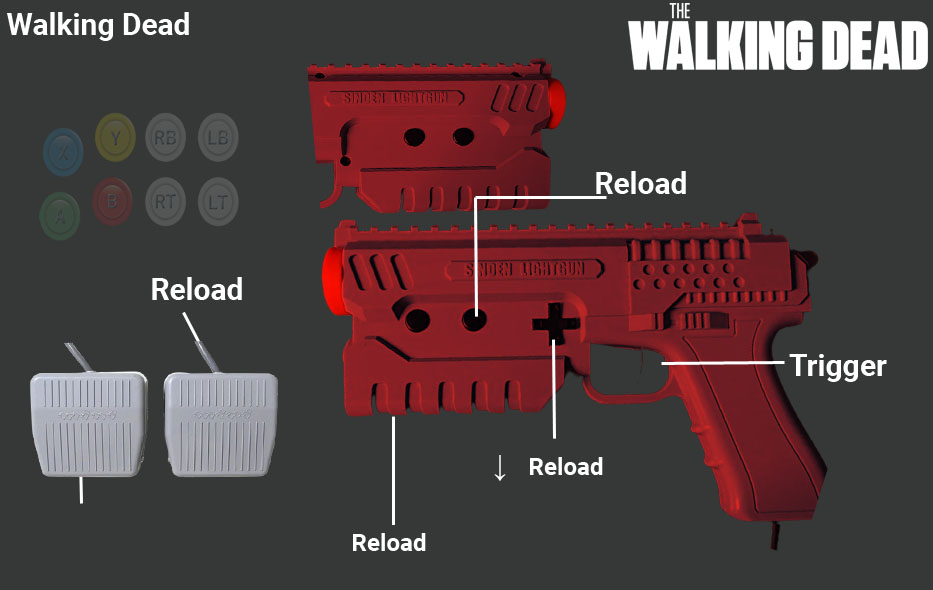 Walking Dead
THE
WALKING DEAD
SINDEN LIGHTGUN
X Y RB LB
A B RT LT
Reload
SINDEN LIGHTGUN
Reload
Trigger
↓ Reload
Reload